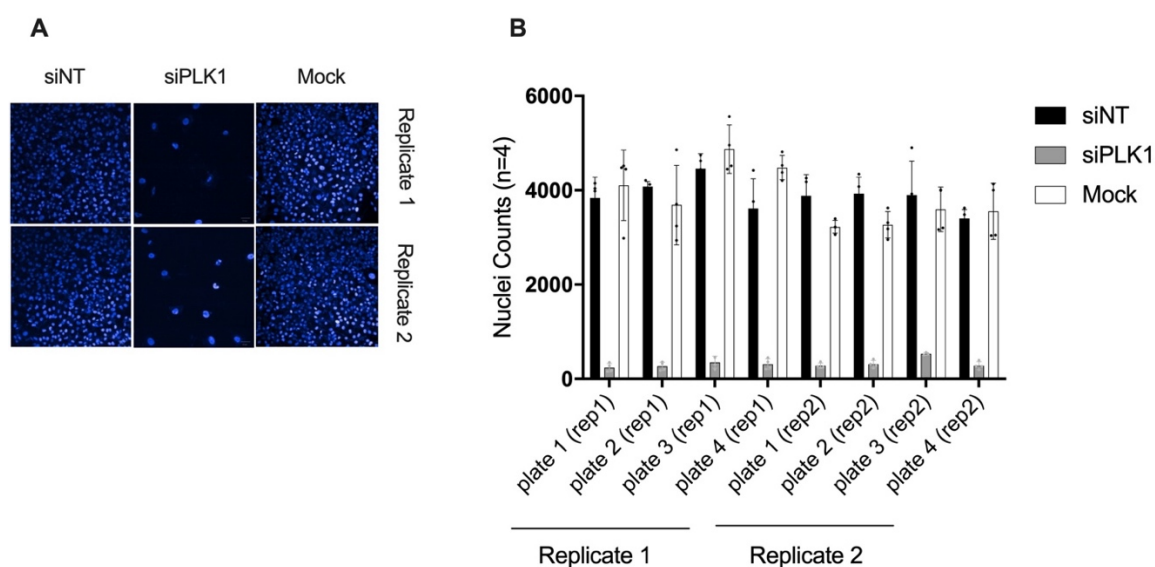 A
siNT siPLK1 Mock
Replicate 1
Replicate 2
B
Nuclei Counts (n=4)
6000
4000
2000
0
siNT
siPLK1
Mock
plate 1 (rep1)
plate 2 (rep1)
plate 3 (rep1)
plate 4 (rep1)
plate 1 (rep2)
plate 2 (rep2)
plate 3 (rep2)
plate 4 (rep2)
Replicate 1 Replicate 2